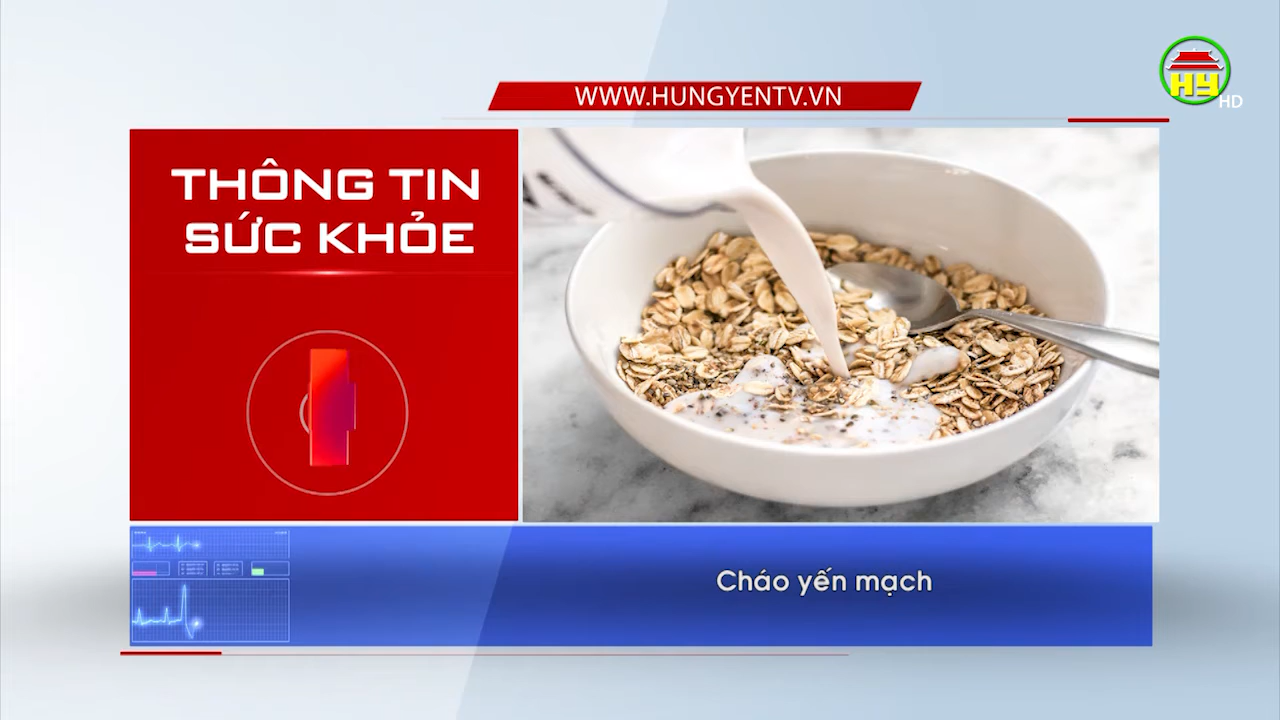 WWW.HUNGYENTV.VN
HY
HD
THÔNG TIN
SỨC KHỎE
Cháo yến mạch